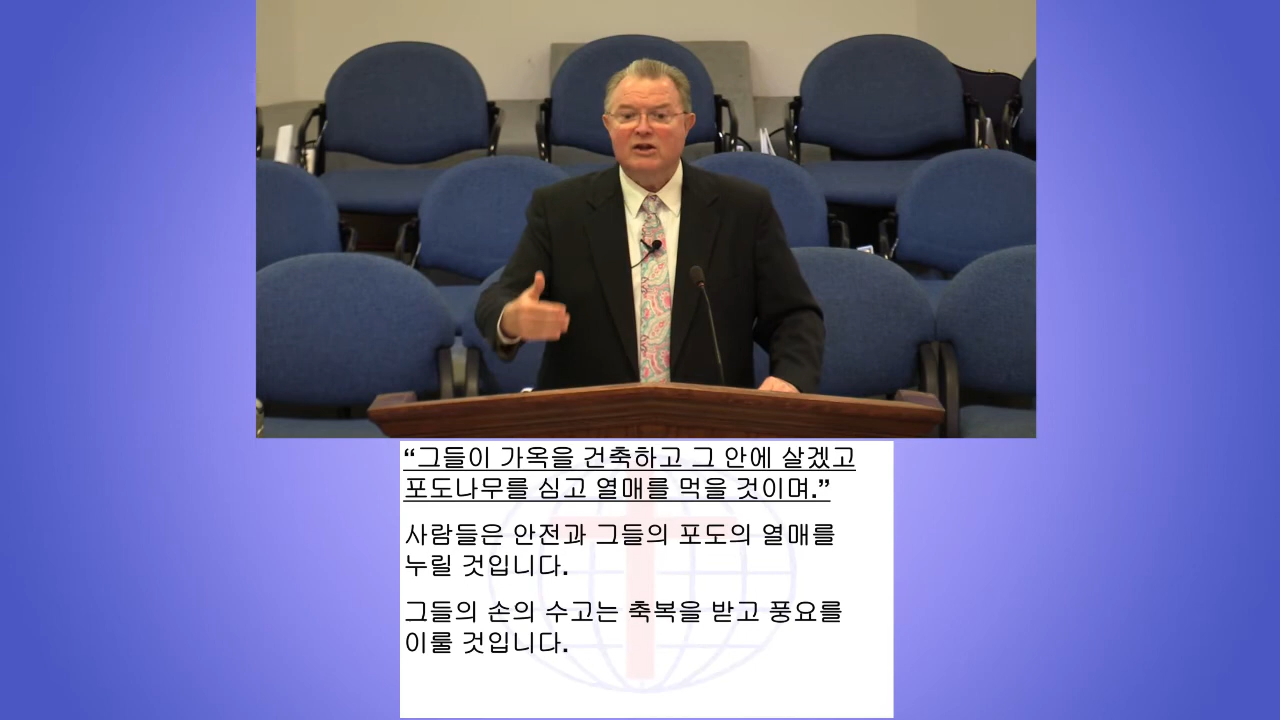 “그들이 가옥을 건축하고 그 안에 살겠고
포도나무를 심고 열매를 먹을 것이며.”
사람들은 안전과 그들의 포도의 열매를
누릴 것입니다.
그들의 손의 수고는 축복을 받고 풍요를
이룰 것입니다.